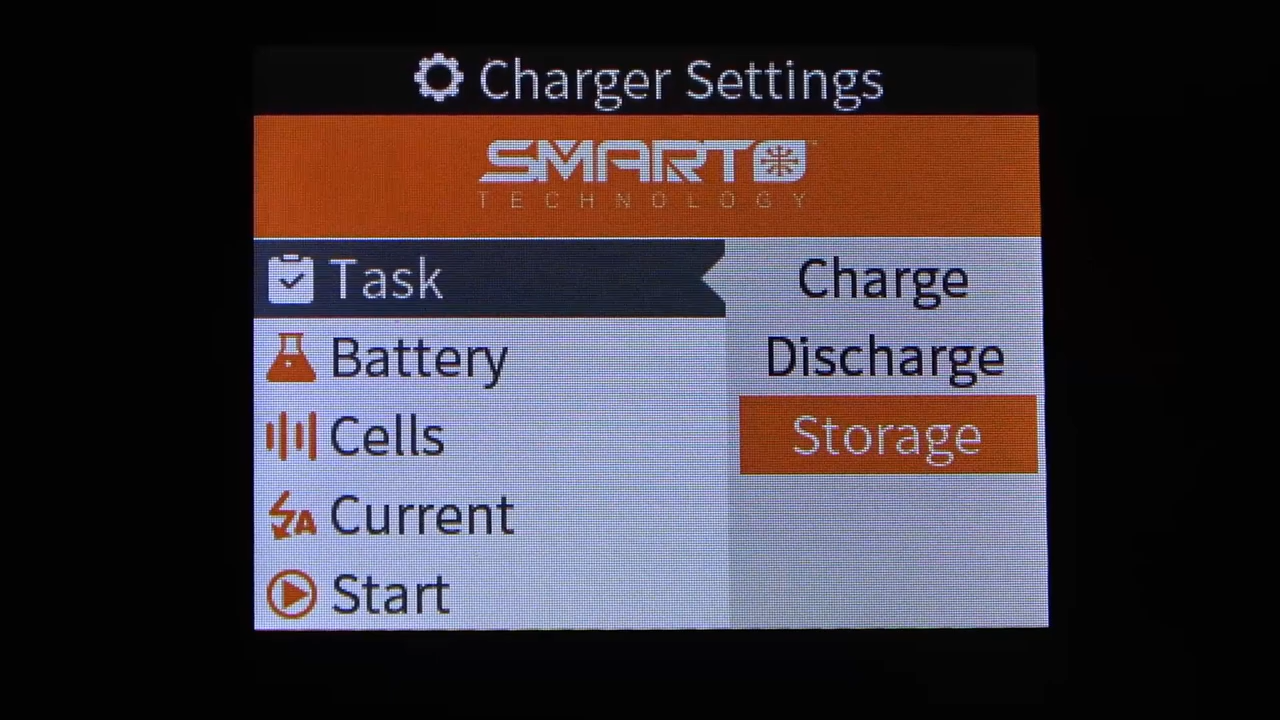 Charger Settings
SMART
TECHNOLOGY
Task
Battery
Cells
Current
Start
Charge
Discharge
Storage